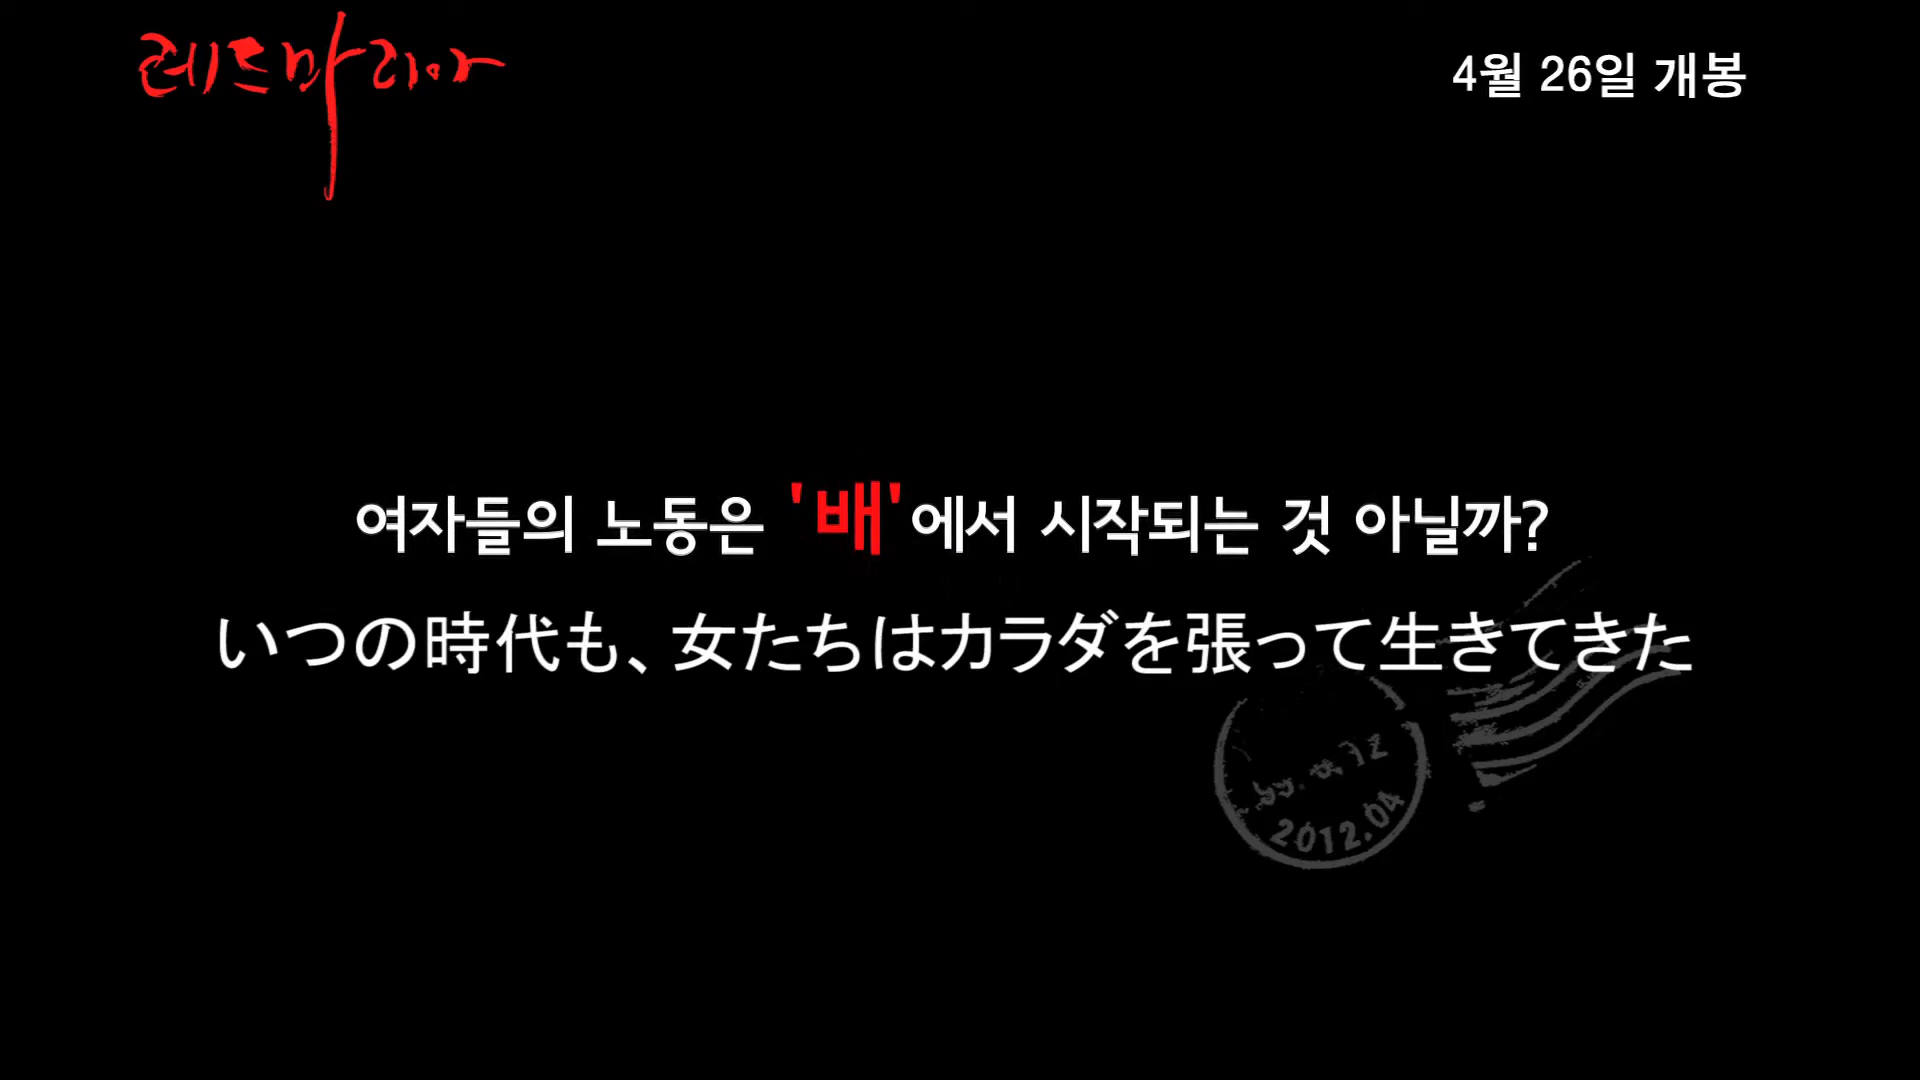 레드마리아
4월 26일 개봉
여자들의 노동은 '배'에서 시작되는 것 아닐까?
いつの時代も、女たちはカラダを張って生きてきた
2012.04